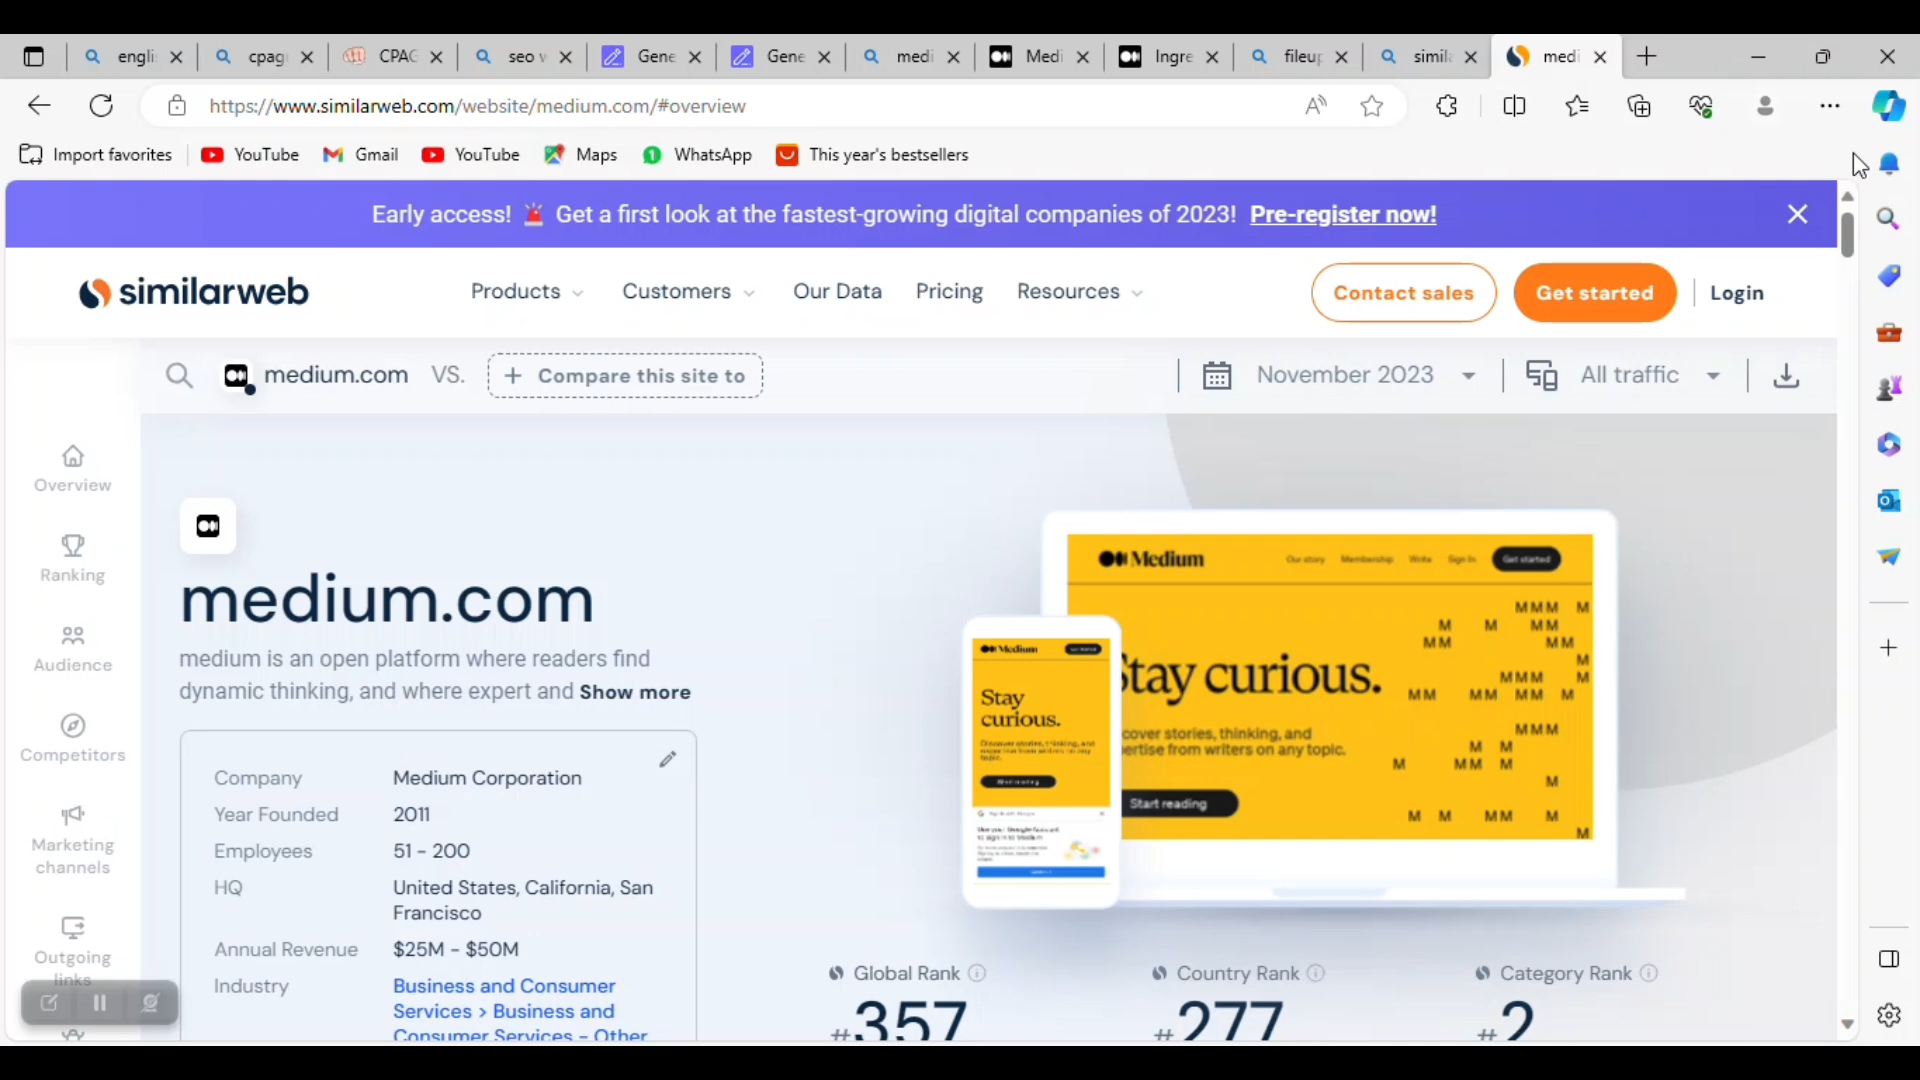 engli
cpag
CPAG
seo v
Gene
Gene
medi
Medi
Ingre
fileup
simila
medi
https://www.similarweb.com/website/medium.com/#overview
Import favorites
YouTube
Gmail
YouTube
Maps
WhatsApp
This year's bestsellers
Early access! 🚨 Get a first look at the fastest-growing digital companies of 2023! Pre-register now!
similarweb
Products
Customers
Our Data
Pricing
Resources
Contact sales
Get started
Login
medium.com
VS.
+ Compare this site to
November 2023
All traffic
Overview
Ranking
Audience
Competitors
Marketing
channels
Outgoing
links
medium.com
medium is an open platform where readers find
dynamic thinking, and where expert and Show more
Company Medium Corporation
Year Founded 2011
Employees 51 - 200
HQ United States, California, San
Francisco
Annual Revenue $25M - $50M
Industry Business and Consumer
Services > Business and
Consumer Services - Other
Medium
Our story
Membership
Write
Sign In
Get started
Stay curious.
cover stories, thinking, and
ertise from writers on any topic.
Start reading
Medium
Stay
curious.
Discover stories, thinking, and
Global Rank
#357
Country Rank
#277
Category Rank
#2